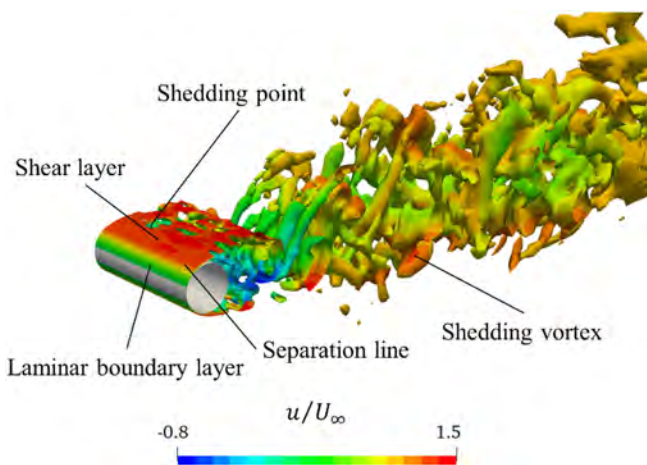 Shedding point
Shear layer
Shedding vortex
Separation line
Laminar boundary layer
u/U∞
-0.8 1.5